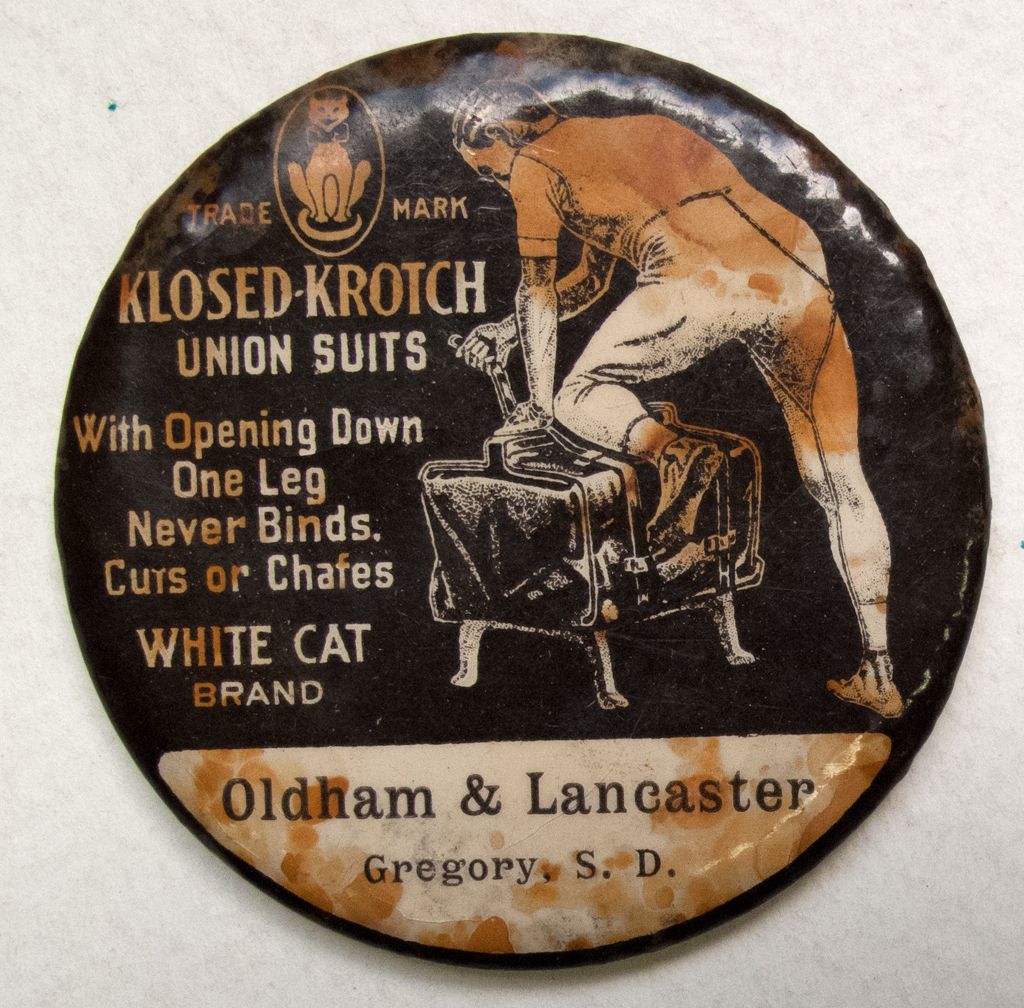 TRADE MARK
KLOSED-KROTCH
UNION SUITS
With Opening Down
One Leg
Never Binds.
Cuts or Chafes
WHITE CAT
BRAND
Oldham & Lancaster
Gregory, S. D.